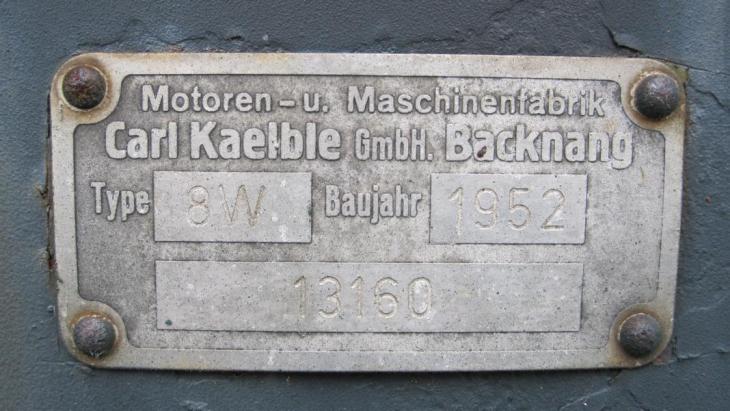 Motoren - u. Maschinenfabrik
Carl Kaelble GmbH. Backnang
Type 8W Baujahr 1952
13160